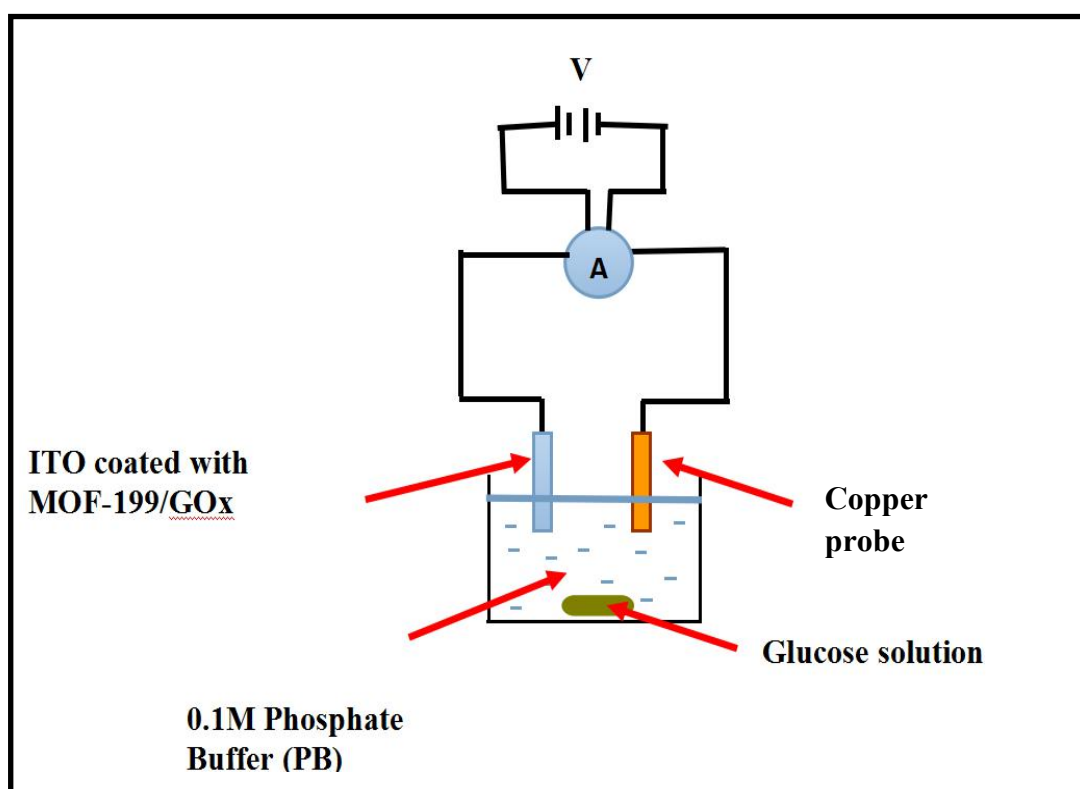 V
A
ITO coated with
MOF-199/GOx
Copper
probe
Glucose solution
0.1M Phosphate
Buffer (PB)